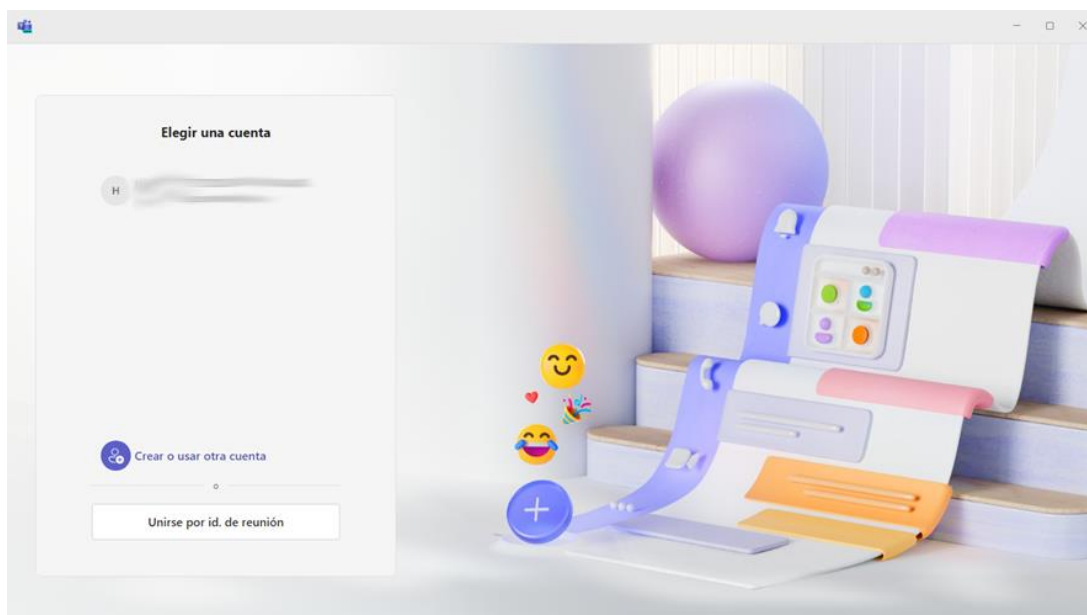 Elegir una cuenta
H
Crear o usar otra cuenta
o
Unirse por id. de reunión